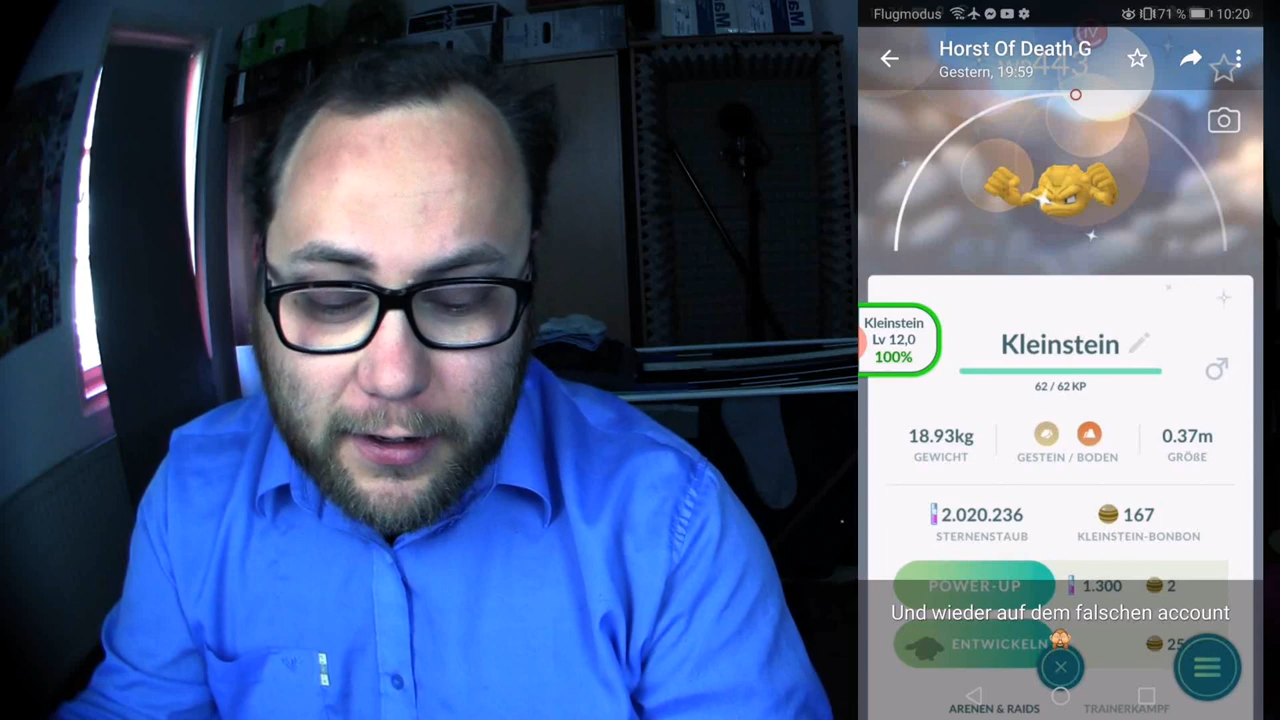 Flugmodus
71 %
10:20
Horst Of Death G
Gestern, 19:59
IV
WP443
Kleinstein
Lv 12,0
100%
Kleinstein
62 / 62 KP
18.93kg
GEWICHT
GESTEIN / BODEN
0.37m
GRÖßE
2.020.236
STERNENSTAUB
167
KLEINSTEIN-BONBON
POWER-UP
1.300
2
Und wieder auf dem falschen account 🙈
ENTWICKELN
ARENEN & RAIDS
TRAINERKAMPF